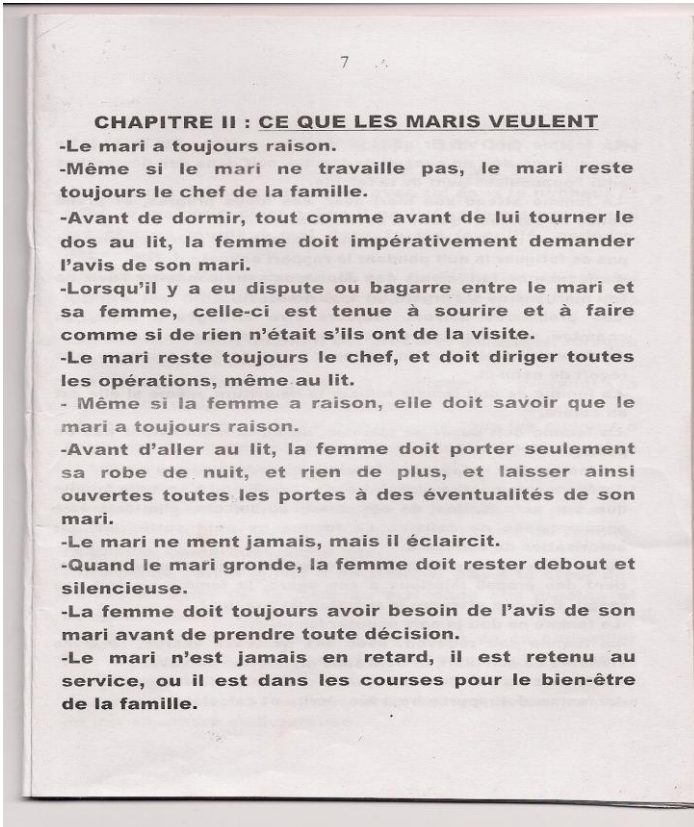 7
CHAPITRE II : CE QUE LES MARIS VEULENT
-Le mari a toujours raison.
-Même si le mari ne travaille pas, le mari reste
toujours le chef de la famille.
-Avant de dormir, tout comme avant de lui tourner le
dos au lit, la femme doit impérativement demander
l'avis de son mari.
-Lorsqu'il y a eu dispute ou bagarre entre le mari et
sa femme, celle-ci est tenue à sourire et à faire
comme si de rien n'était s'ils ont de la visite.
-Le mari reste toujours le chef, et doit diriger toutes
les opérations, même au lit.
- Même si la femme a raison, elle doit savoir que le
mari a toujours raison.
-Avant d'aller au lit, la femme doit porter seulement
sa robe de nuit, et rien de plus, et laisser ainsi
ouvertes toutes les portes à des éventualités de son
mari.
-Le mari ne ment jamais, mais il éclaircit.
-Quand le mari gronde, la femme doit rester debout et
silencieuse.
-La femme doit toujours avoir besoin de l'avis de son
mari avant de prendre toute décision.
-Le mari n'est jamais en retard, il est retenu au
service, ou il est dans les courses pour le bien-être
de la famille.